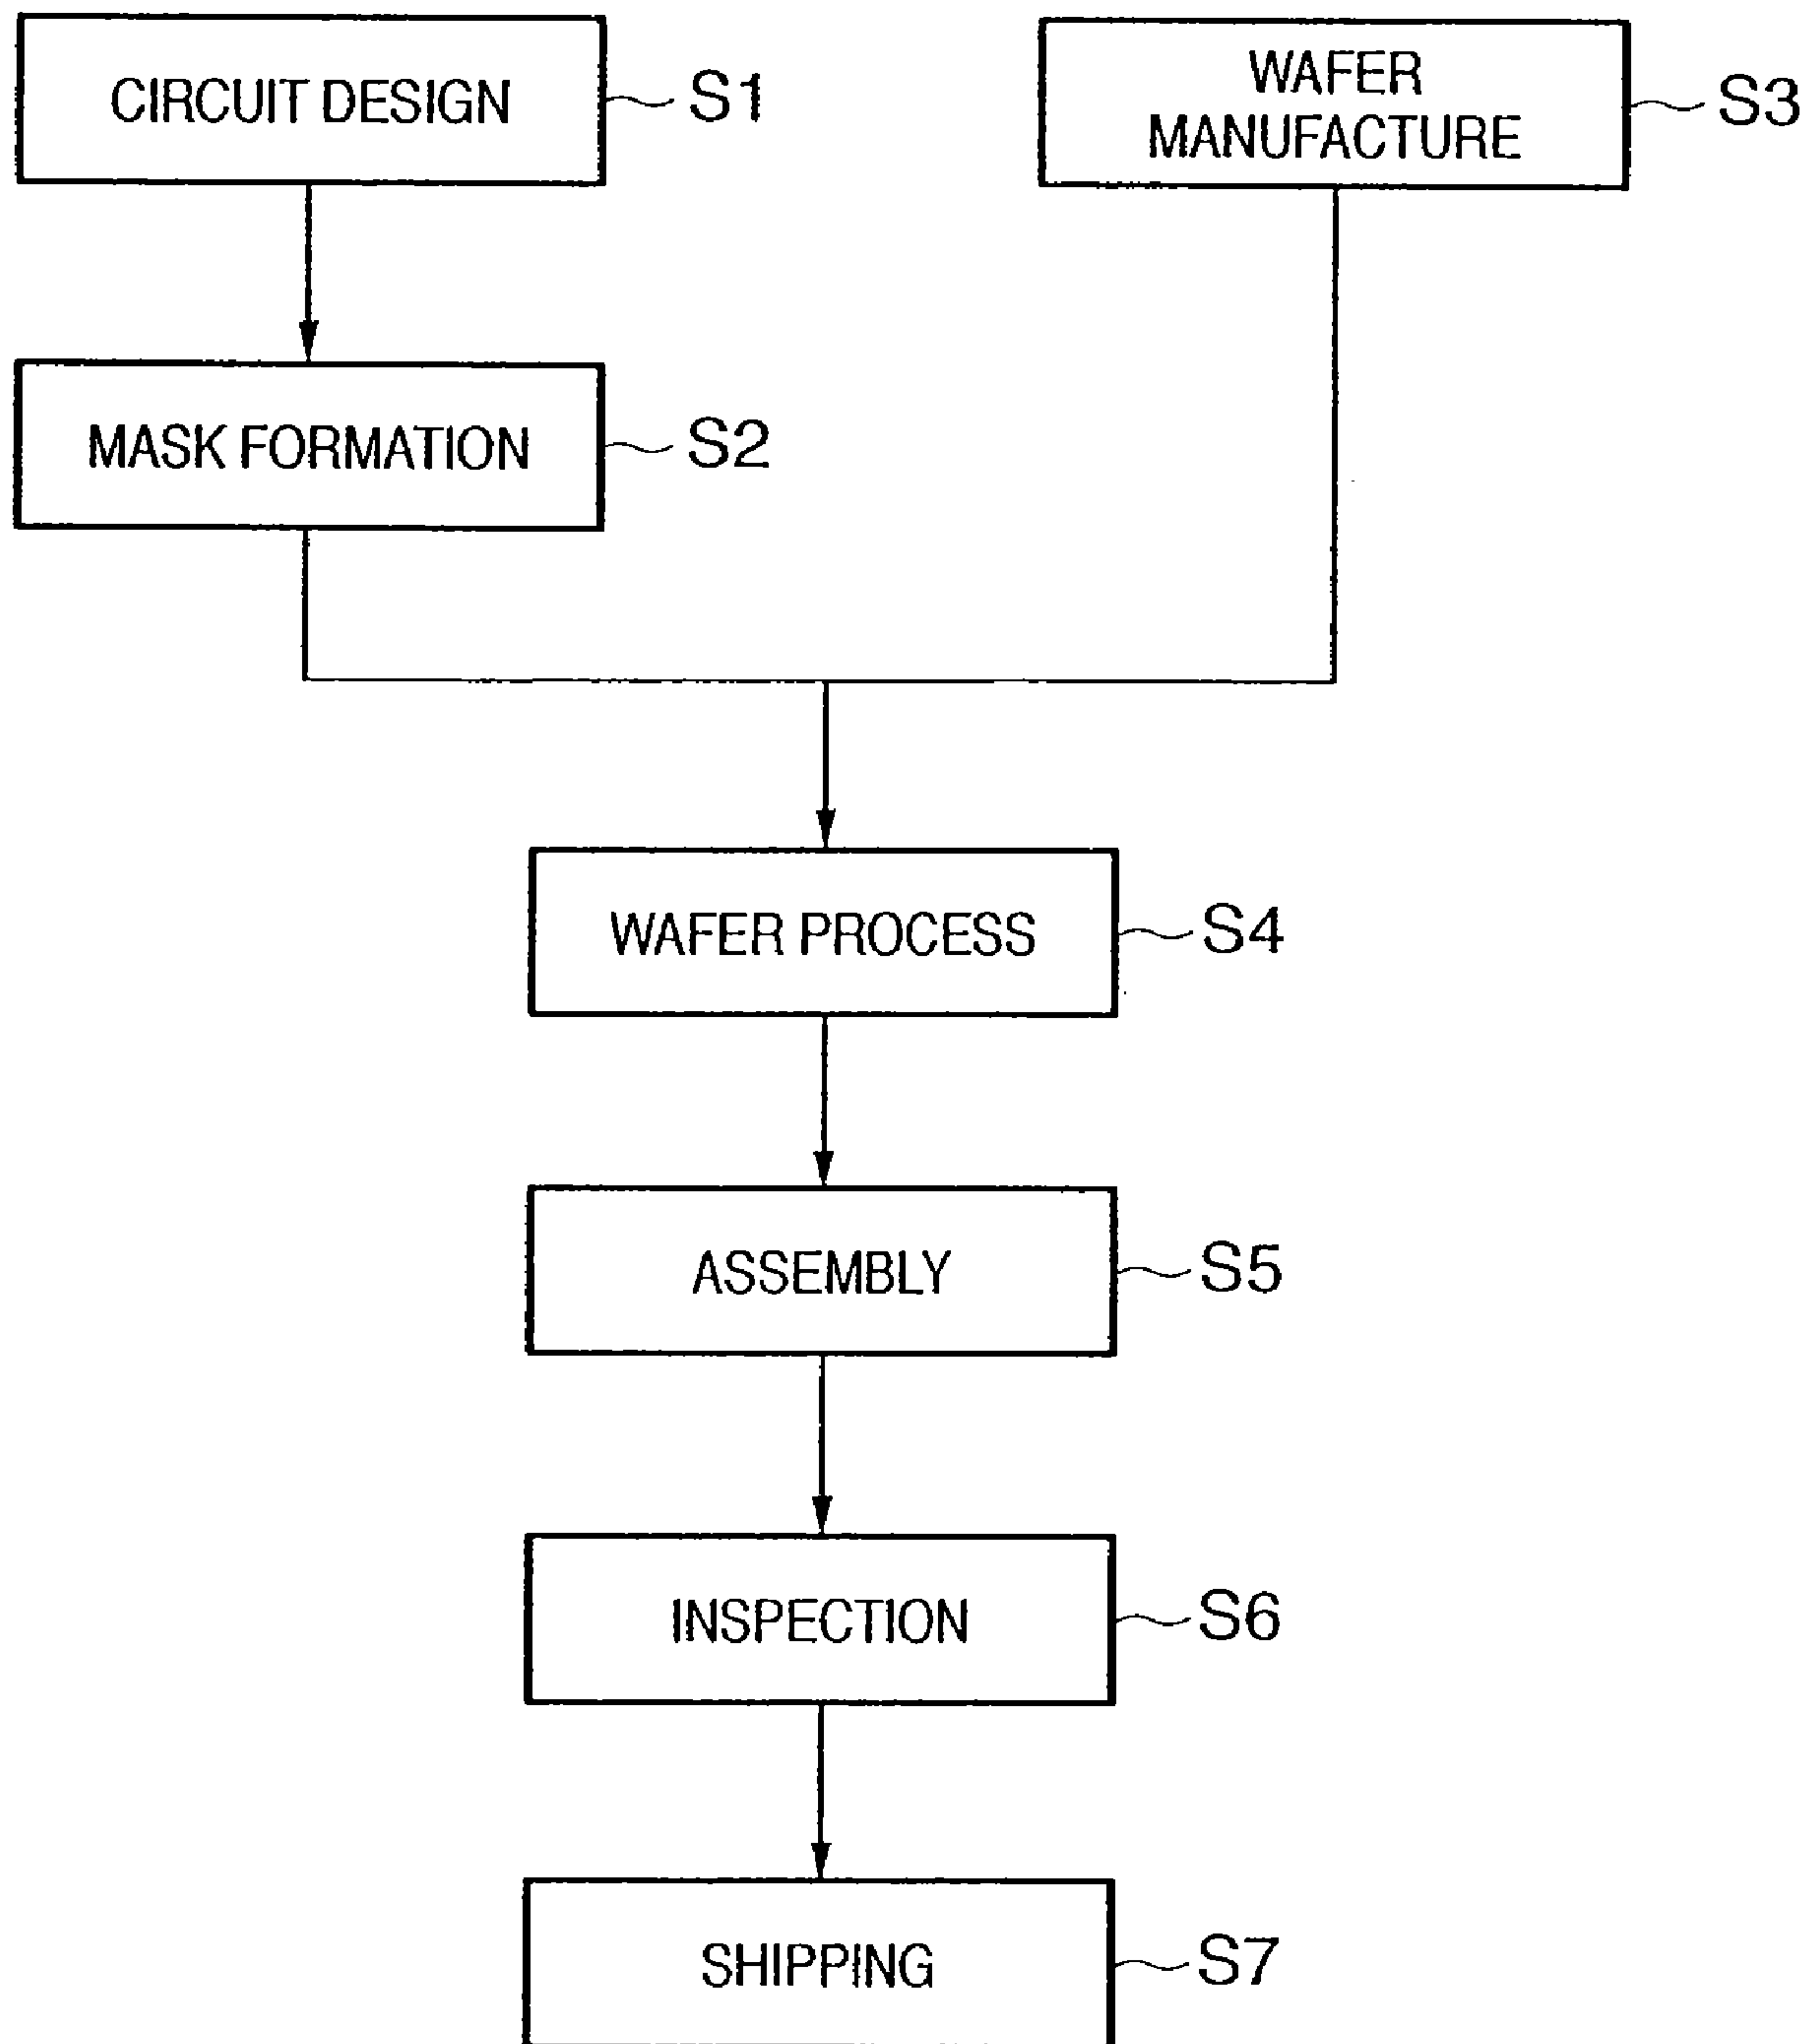 CIRCUIT DESIGN
S1
WAFER
MANUFACTURE
S3
MASK FORMATION
S2
WAFER PROCESS
S4
ASSEMBLY
S5
INSPECTION
S6
SHIPPING
S7